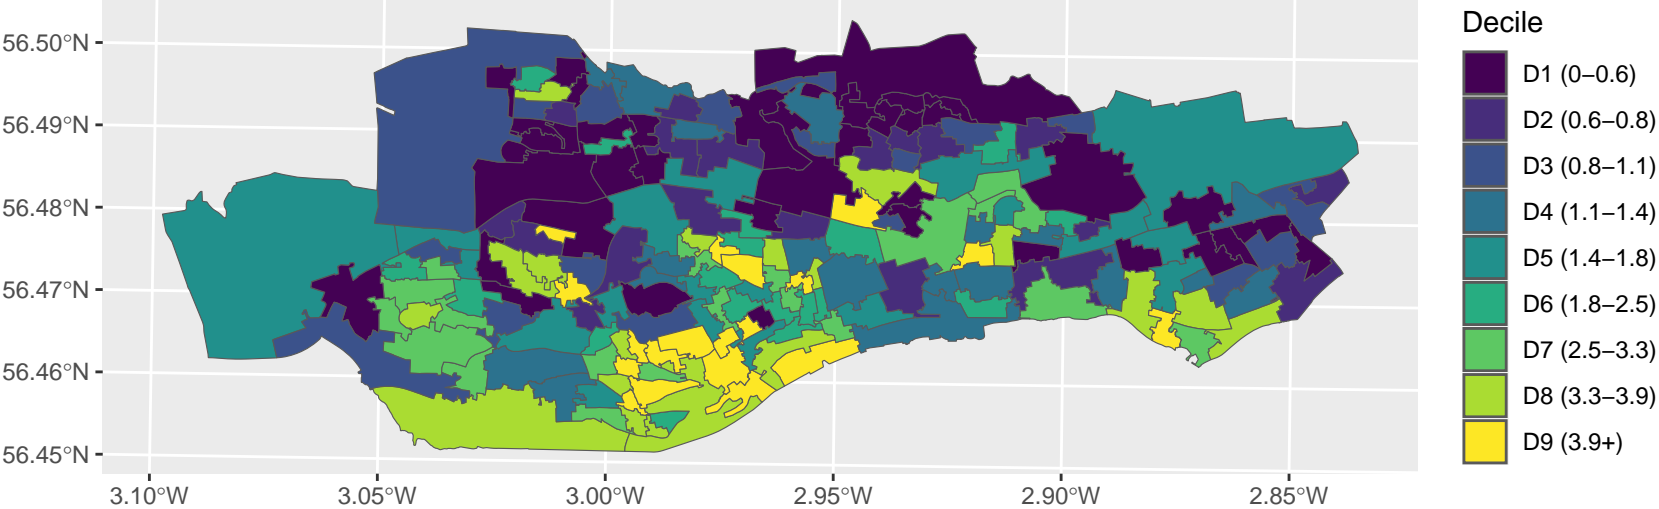 56.50°N
56.49°N
56.48°N
56.47°N
56.46°N
56.45°N
3.10°W 3.05°W 3.00°W 2.95°W 2.90°W 2.85°W
Decile
D1 (0−0.6)
D2 (0.6−0.8)
D3 (0.8−1.1)
D4 (1.1−1.4)
D5 (1.4−1.8)
D6 (1.8−2.5)
D7 (2.5−3.3)
D8 (3.3−3.9)
D9 (3.9+)